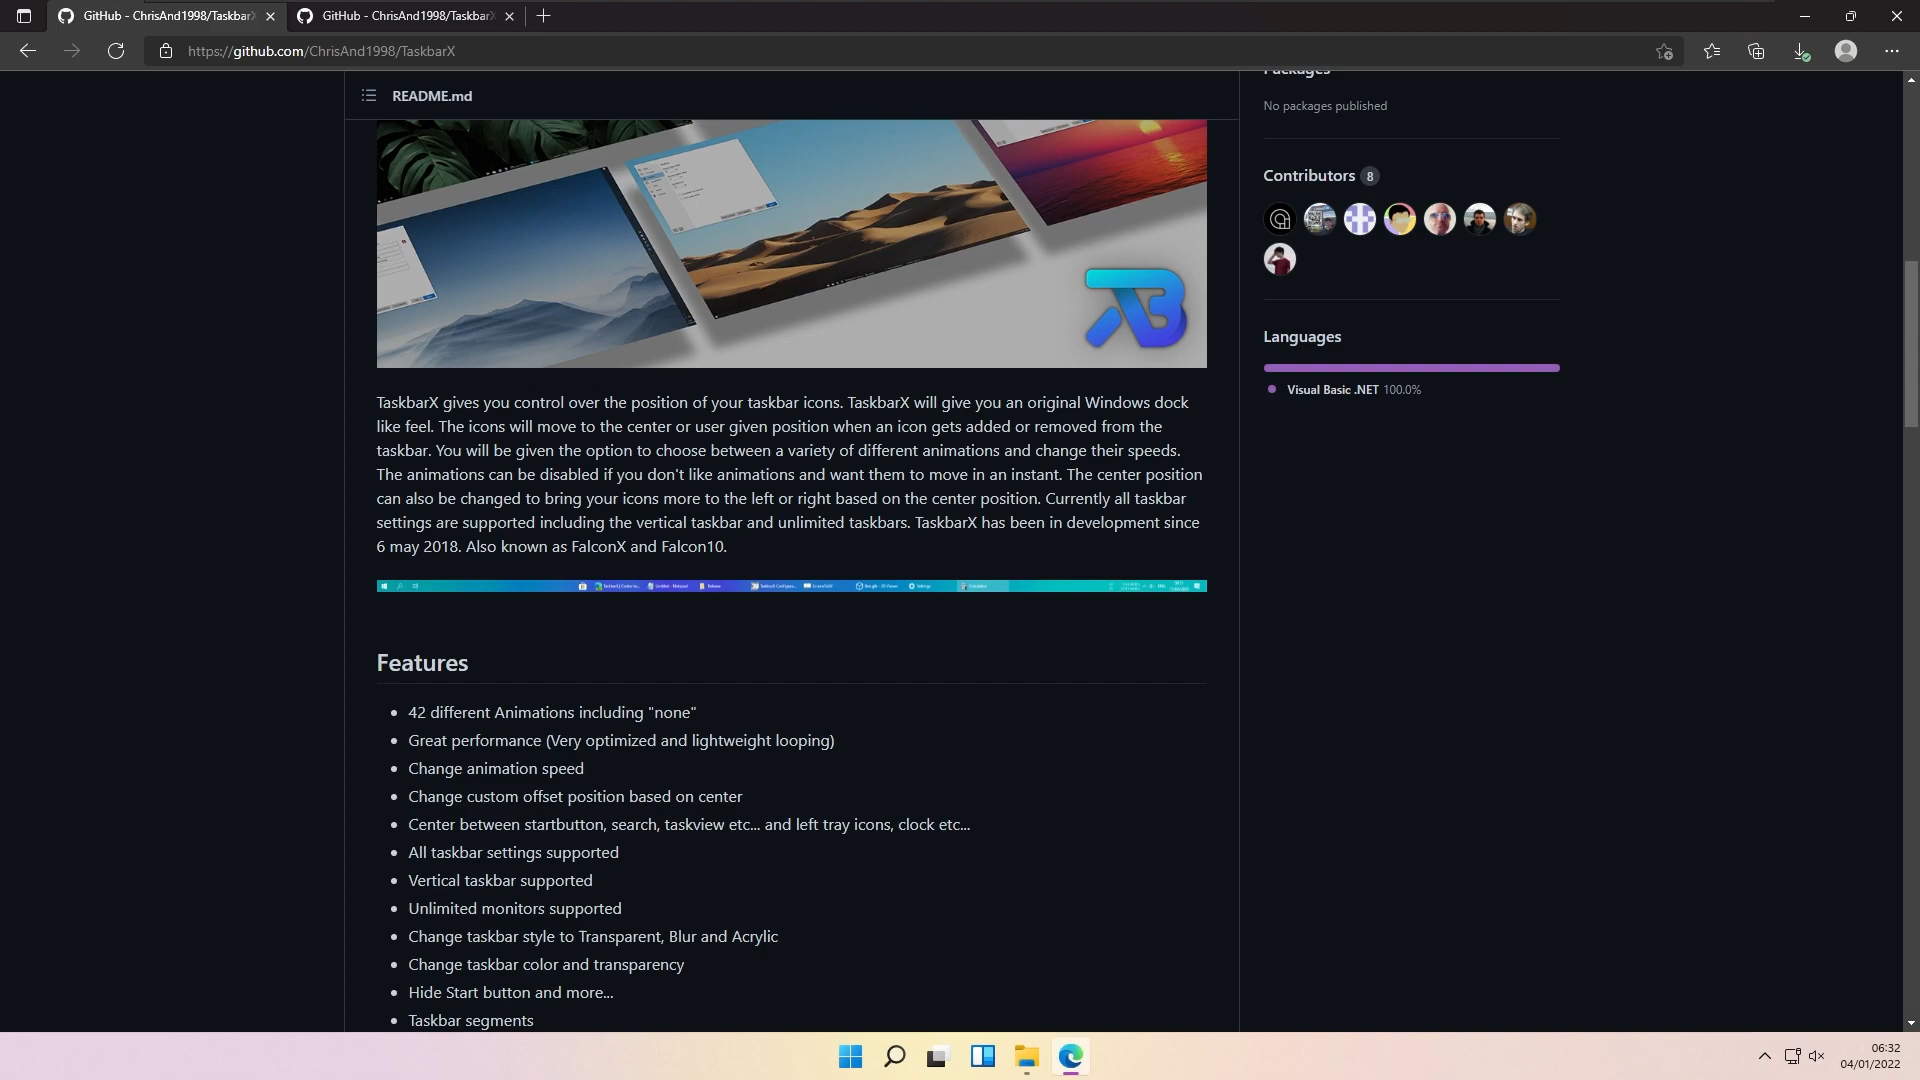 GitHub - ChrisAnd1998/TaskbarX
GitHub - ChrisAnd1998/TaskbarX
https://github.com/ChrisAnd1998/TaskbarX
README.md
TaskbarX gives you control over the position of your taskbar icons. TaskbarX will give you an original Windows dock
like feel. The icons will move to the center or user given position when an icon gets added or removed from the
taskbar. You will be given the option to choose between a variety of different animations and change their speeds.
The animations can be disabled if you don't like animations and want them to move in an instant. The center position
can also be changed to bring your icons more to the left or right based on the center position. Currently all taskbar
settings are supported including the vertical taskbar and unlimited taskbars. TaskbarX has been in development since
6 may 2018. Also known as FalconX and Falcon10.
Features
42 different Animations including "none"
Great performance (Very optimized and lightweight looping)
Change animation speed
Change custom offset position based on center
Center between startbutton, search, taskview etc... and left tray icons, clock etc...
All taskbar settings supported
Vertical taskbar supported
Unlimited monitors supported
Change taskbar style to Transparent, Blur and Acrylic
Change taskbar color and transparency
Hide Start button and more...
Taskbar segments
Packages
No packages published
Contributors 8
Languages
Visual Basic .NET 100.0%
06:32
04/01/2022